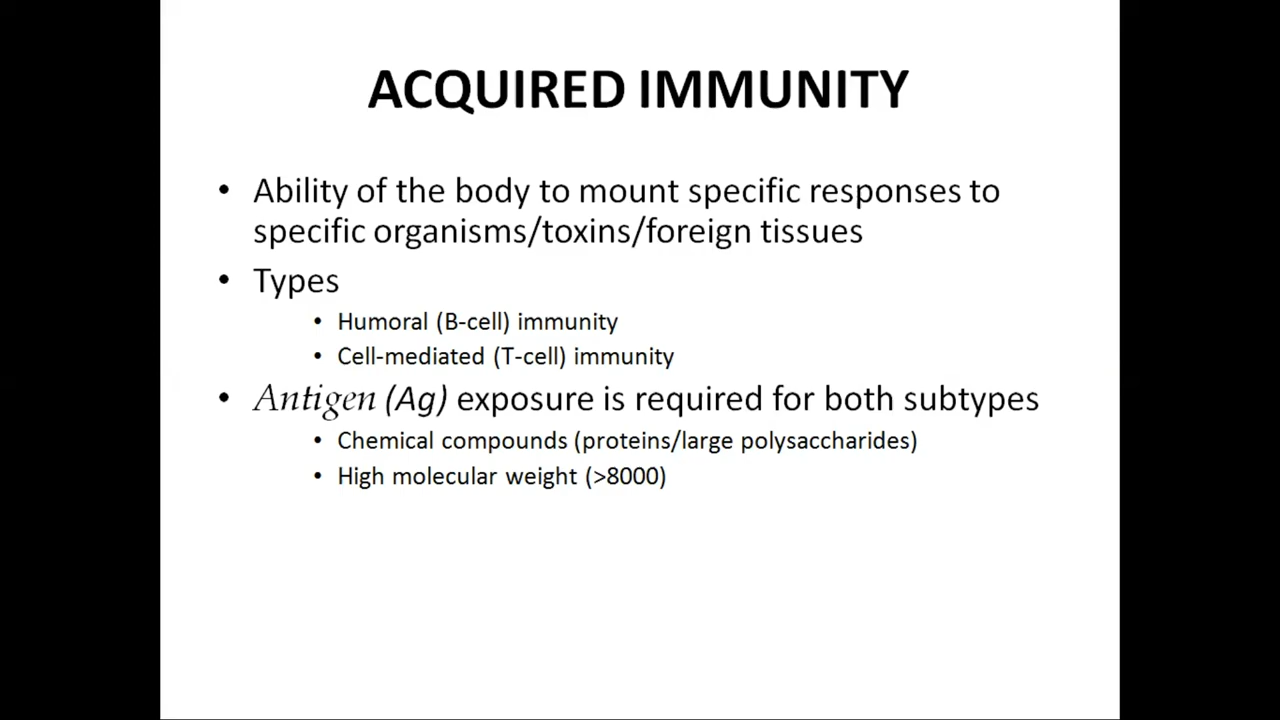 ACQUIRED IMMUNITY
• Ability of the body to mount specific responses to
specific organisms/toxins/foreign tissues
• Types
• Humoral (B-cell) immunity
• Cell-mediated (T-cell) immunity
• Antigen (Ag) exposure is required for both subtypes
• Chemical compounds (proteins/large polysaccharides)
• High molecular weight (>8000)